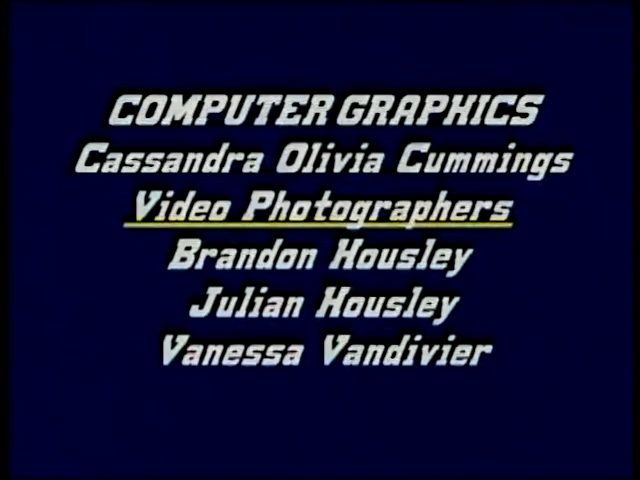 COMPUTER GRAPHICS
Cassandra Olivia Cummings
Video Photographers
Brandon Housley
Julian Housley
Vanessa Vandivier